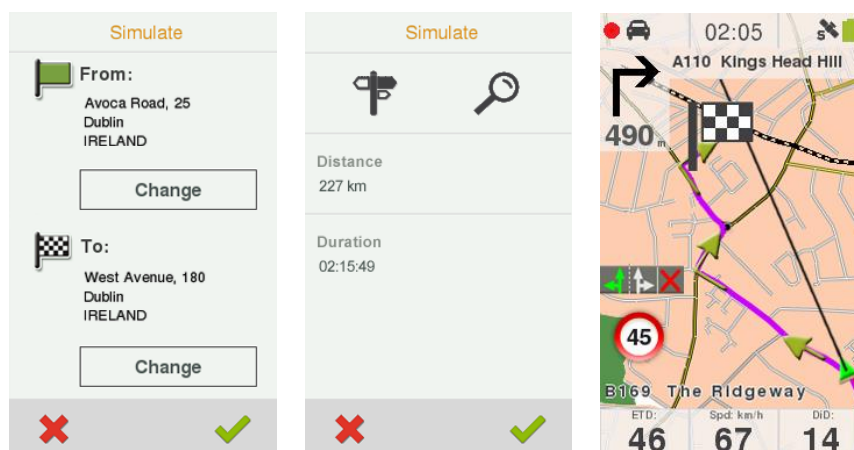 Simulate
From:
Avoca Road, 25
Dublin
IRELAND
Change
To:
West Avenue, 180
Dublin
IRELAND
Change
Simulate
Distance
227 km
Duration
02:15:49
02:05
S
A110 Kings Head Hill
490 m
45
B169 The Ridgeway
ETD: Spd: km/h DiD:
46 67 14